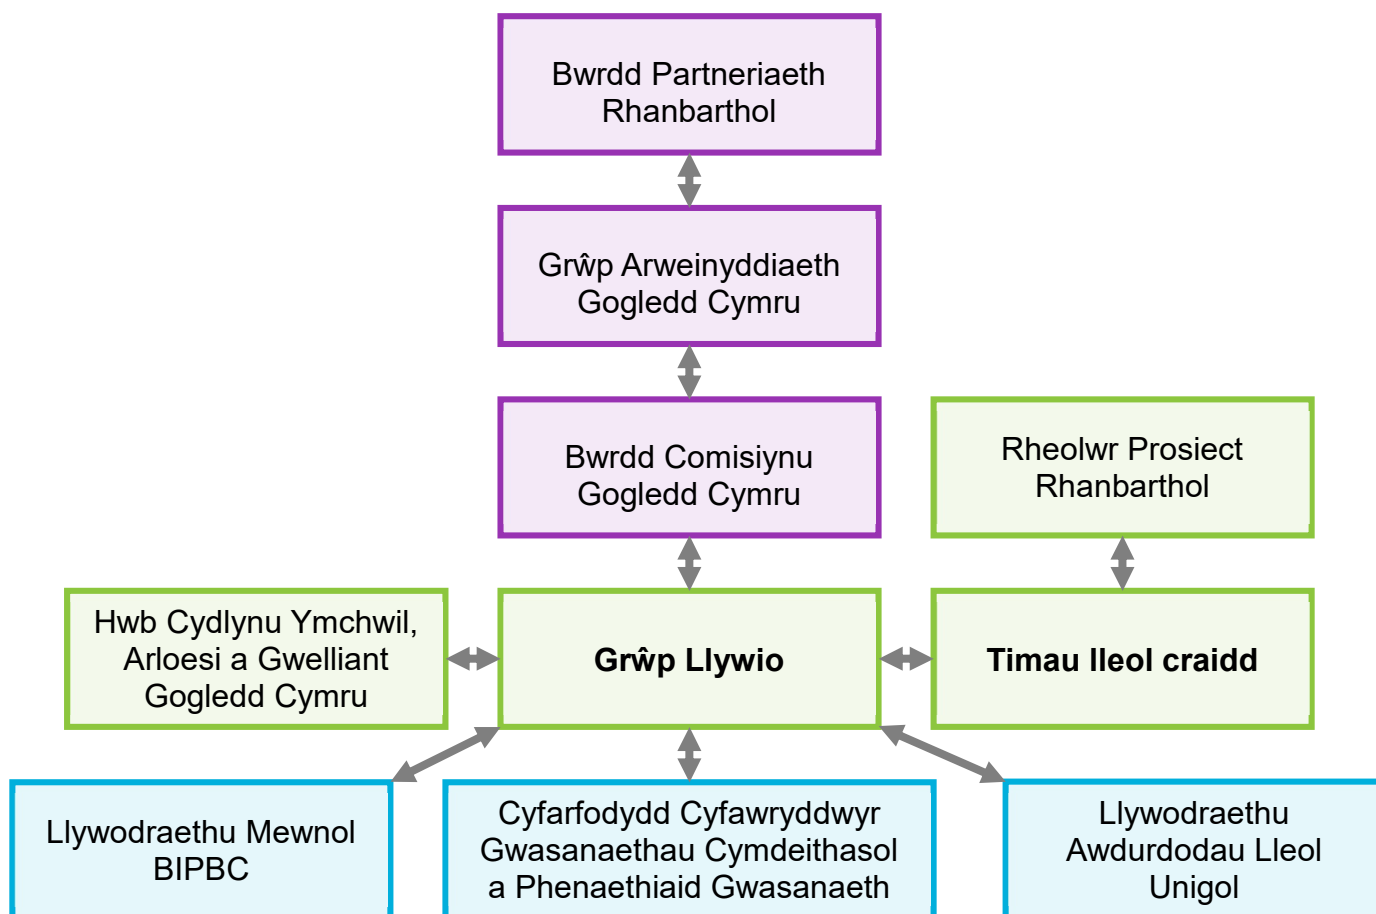 Bwrdd Partneriaeth
Rhanbarthol
Grŵp Arweinyddiaeth
Gogledd Cymru
Bwrdd Comisiynu
Gogledd Cymru
Rheolwr Prosiect
Rhanbarthol
Hwb Cydlynu Ymchwil,
Arloesi a Gwelliant
Gogledd Cymru
Grŵp Llywio
Timau lleol craidd
Llywodraethu Mewnol
BIPBC
Cyfarfodydd Cyfawryddwyr
Gwasanaethau Cymdeithasol
a Phenaethiaid Gwasanaeth
Llywodraethu
Awdurdodau Lleol
Unigol